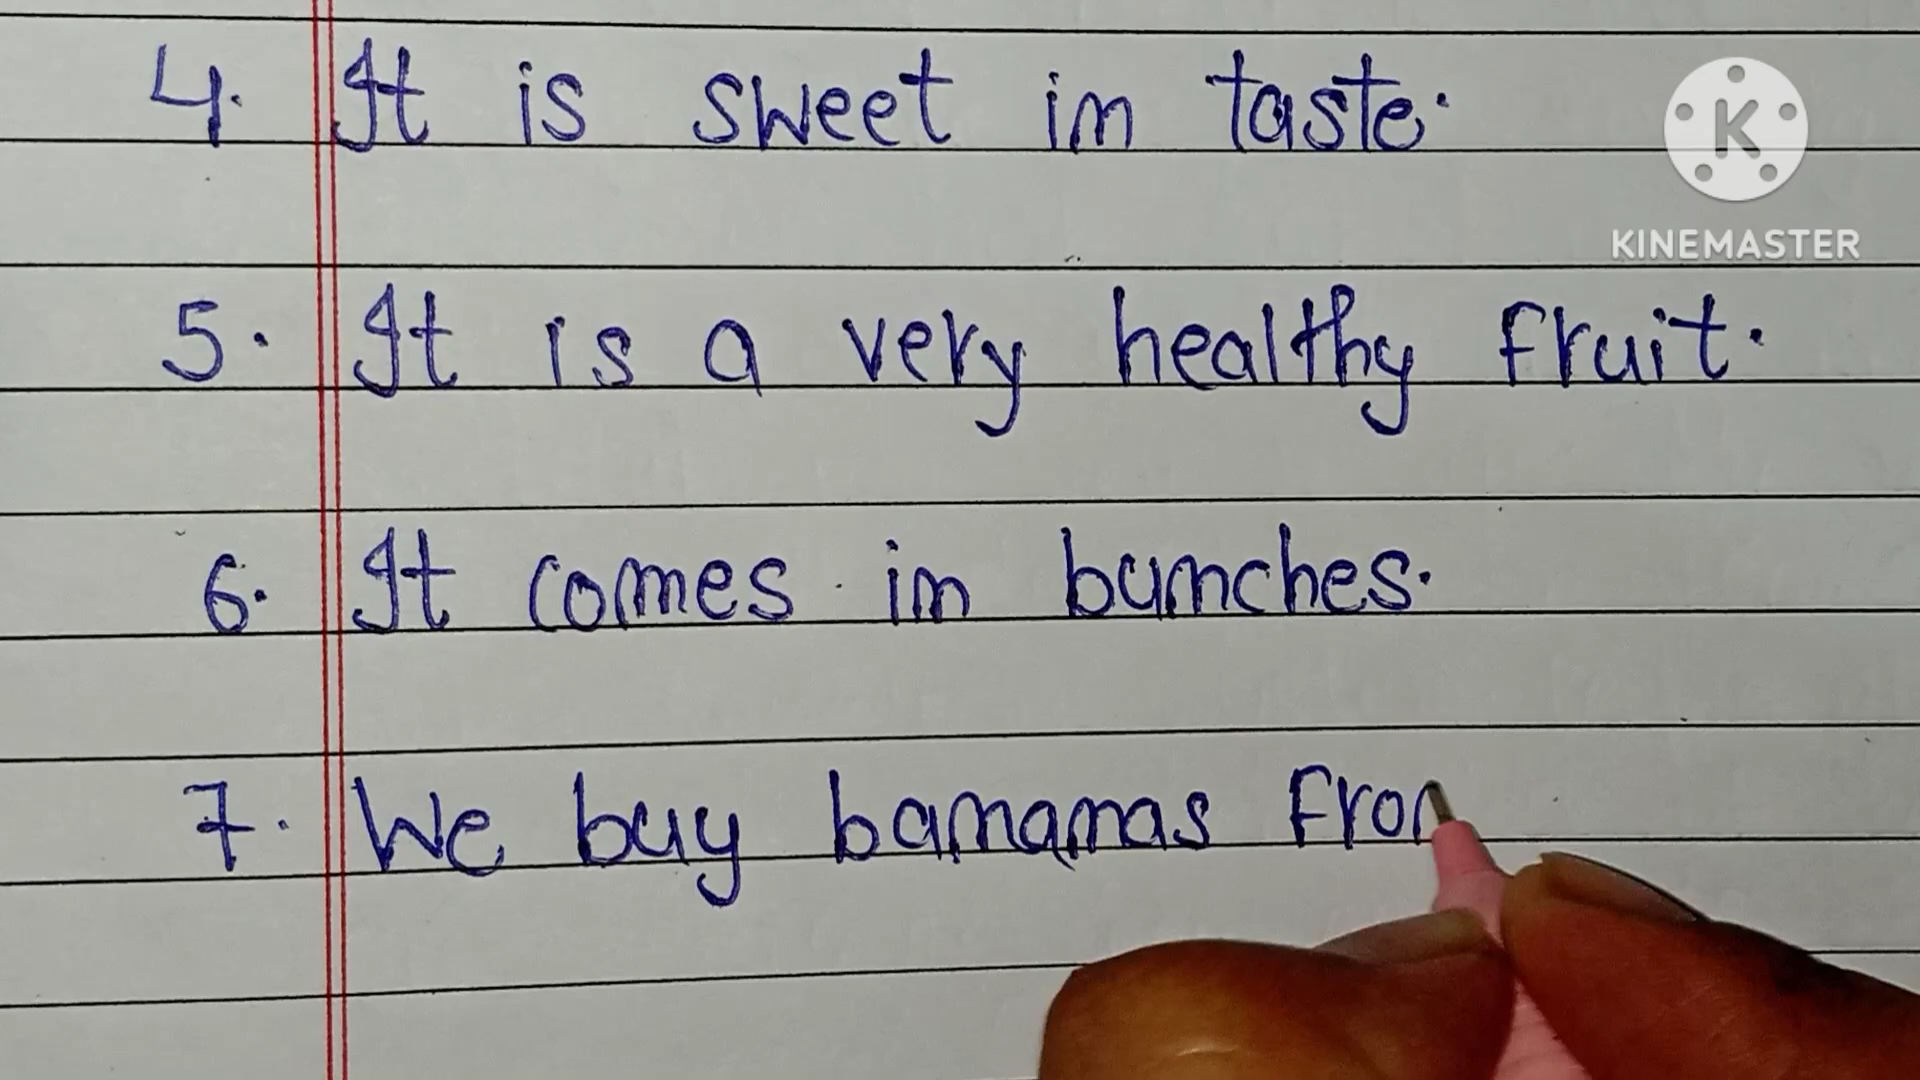 4. It is sweet in taste.
K
KINEMASTER
5. It is a very healthy fruit.
6. It comes in bunches.
7. We buy bananas fron